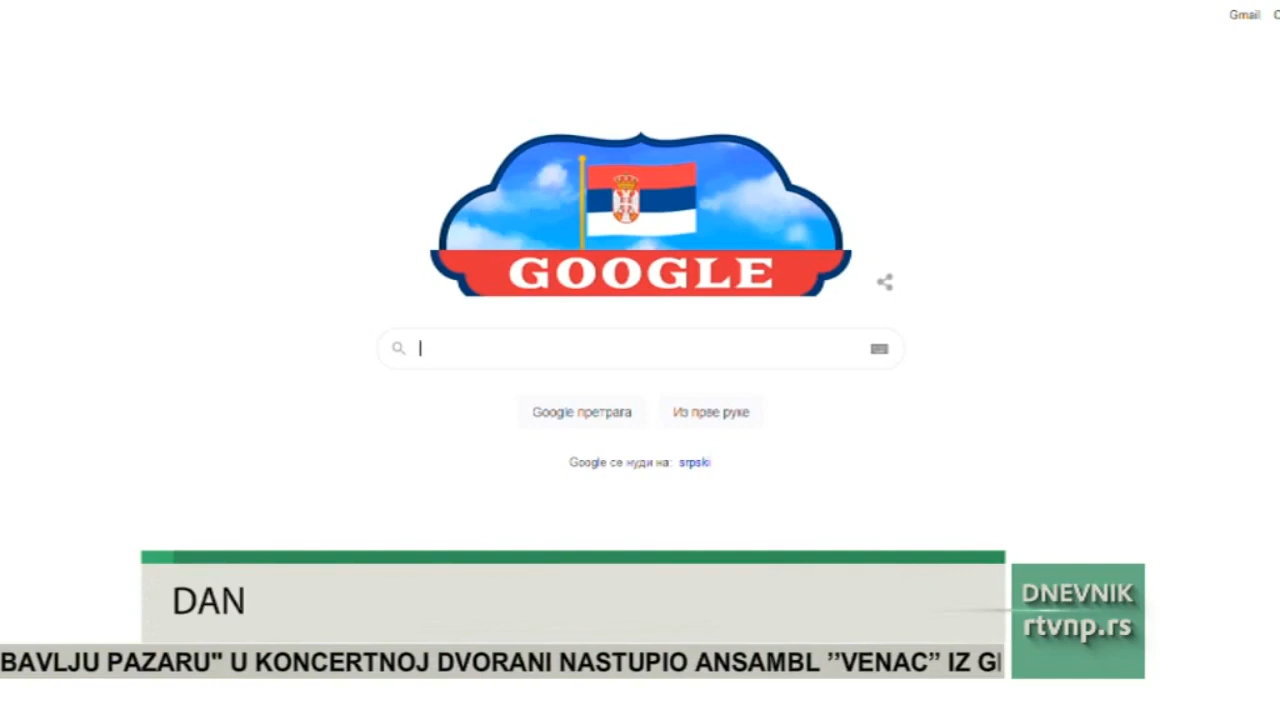 Gmail
GOOGLE
Google претрага
Из прве руке
Google се нуди на: srpski
DAN
DNEVNIK
rtvnp.rs
BAVLJU PAZARU" U KONCERTNOJ DVORANI NASTUPIO ANSAMBL ’’VENAC” IZ